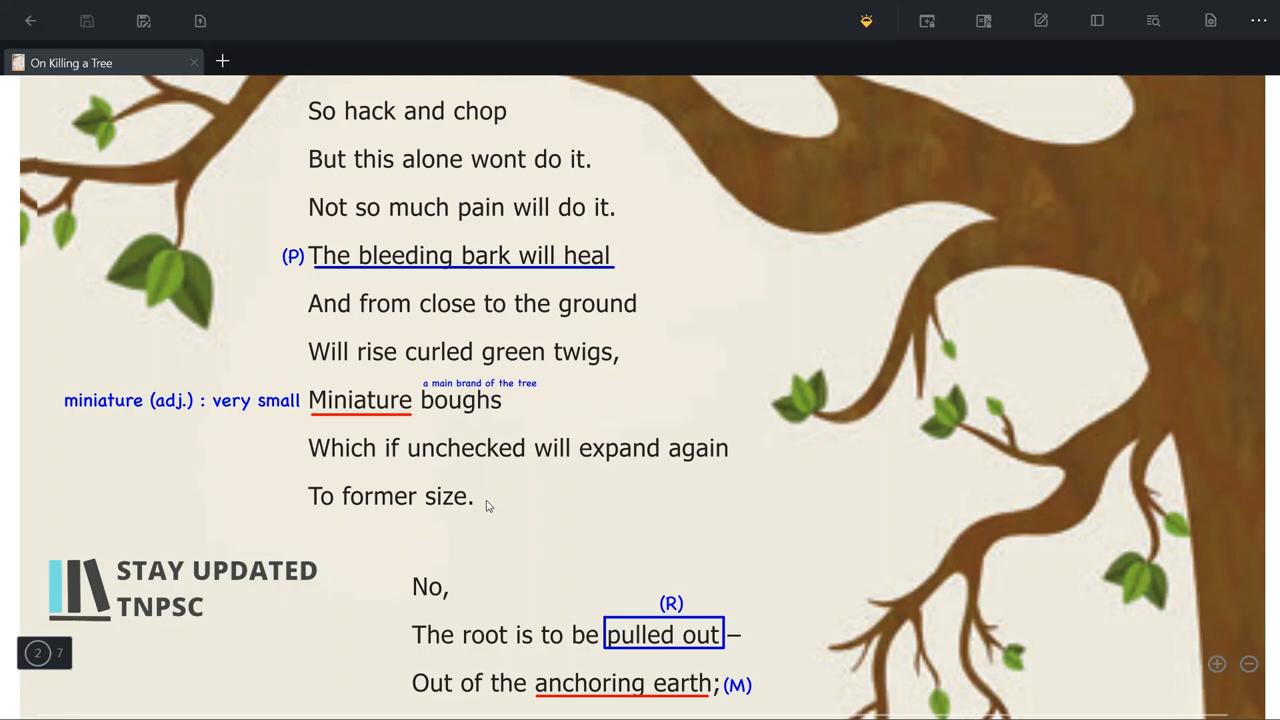 On Killing a Tree
So hack and chop
But this alone wont do it.
Not so much pain will do it.
(P) The bleeding bark will heal
And from close to the ground
Will rise curled green twigs,
a main brand of the tree
miniature (adj.) : very small Miniature boughs
Which if unchecked will expand again
To former size.
STAY UPDATED
TNPSC
No,
(R)
The root is to be pulled out –
Out of the anchoring earth; (M)
2 7